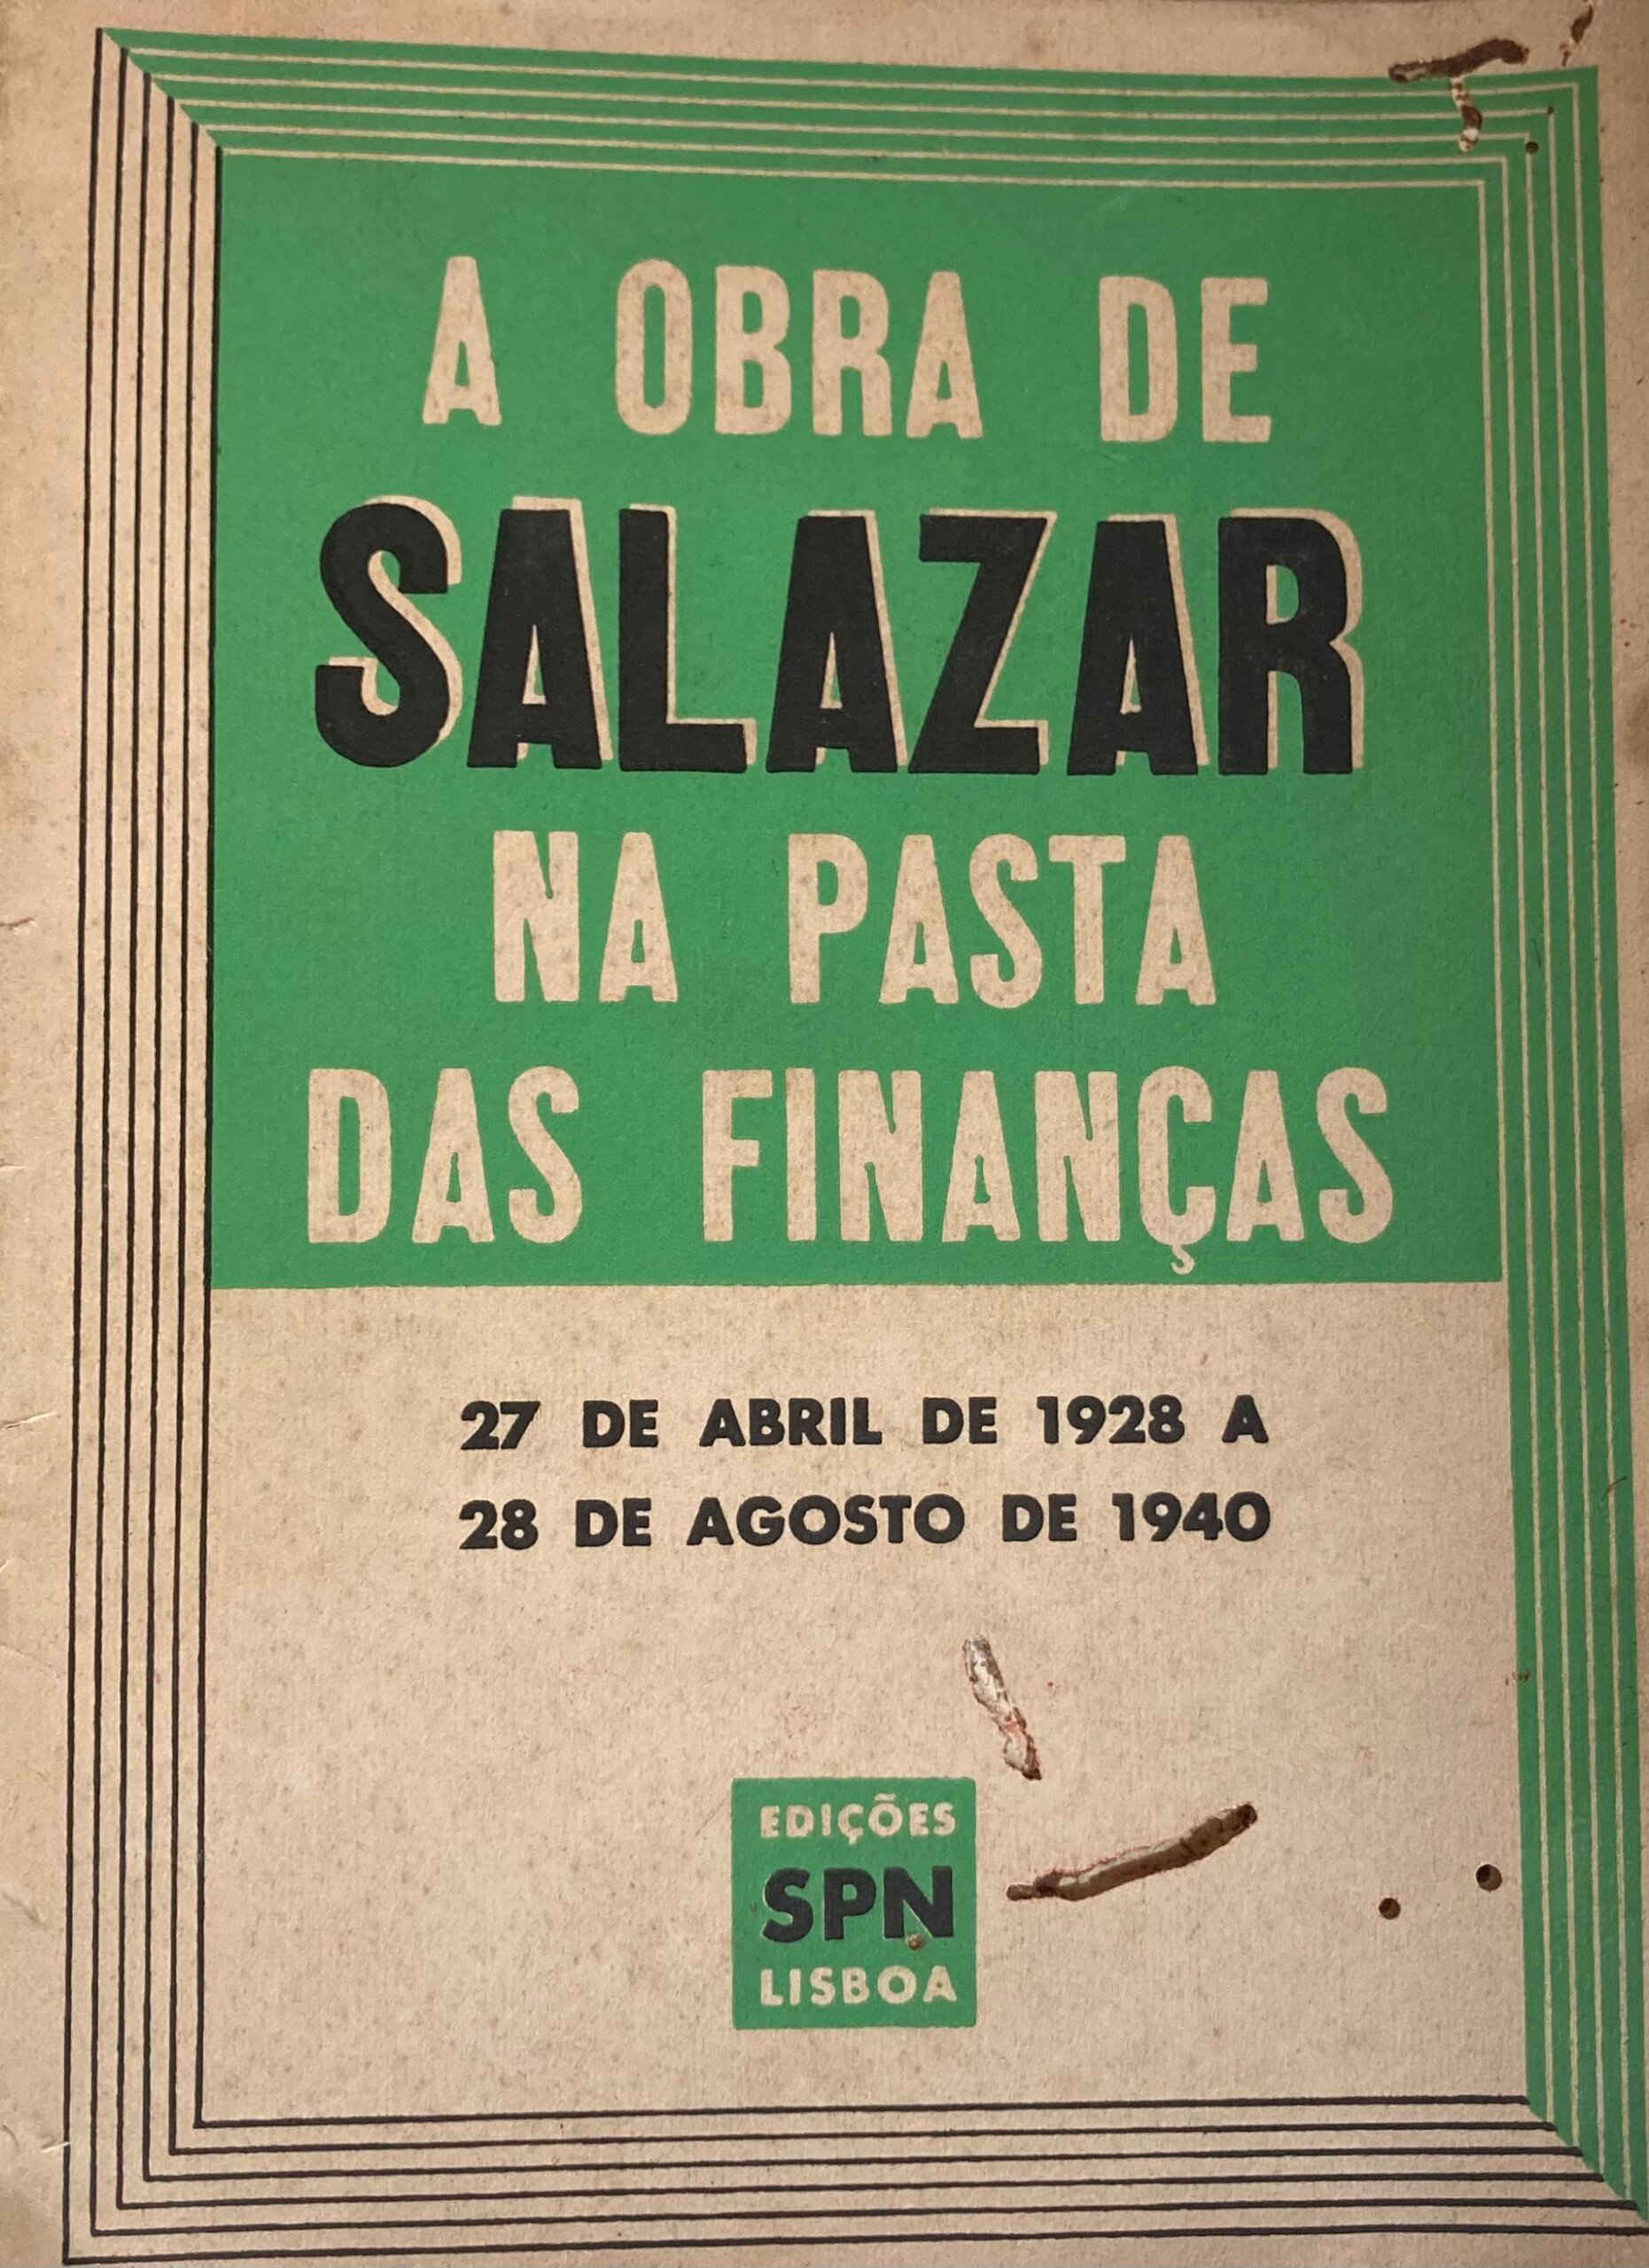 A OBRA DE
SALAZAR
NA PASTA
DAS FINANÇAS
27 DE ABRIL DE 1928 A
28 DE AGOSTO DE 1940
EDIÇÕES
SPN
LISBOA